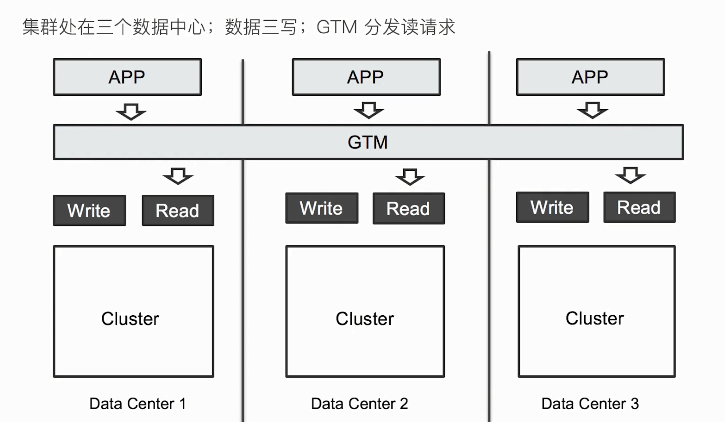 集群处在三个数据中心；数据三写；GTM 分发读请求
APP APP APP
GTM
Write Read Write Read Write Read
Cluster Cluster Cluster
Data Center 1 Data Center 2 Data Center 3